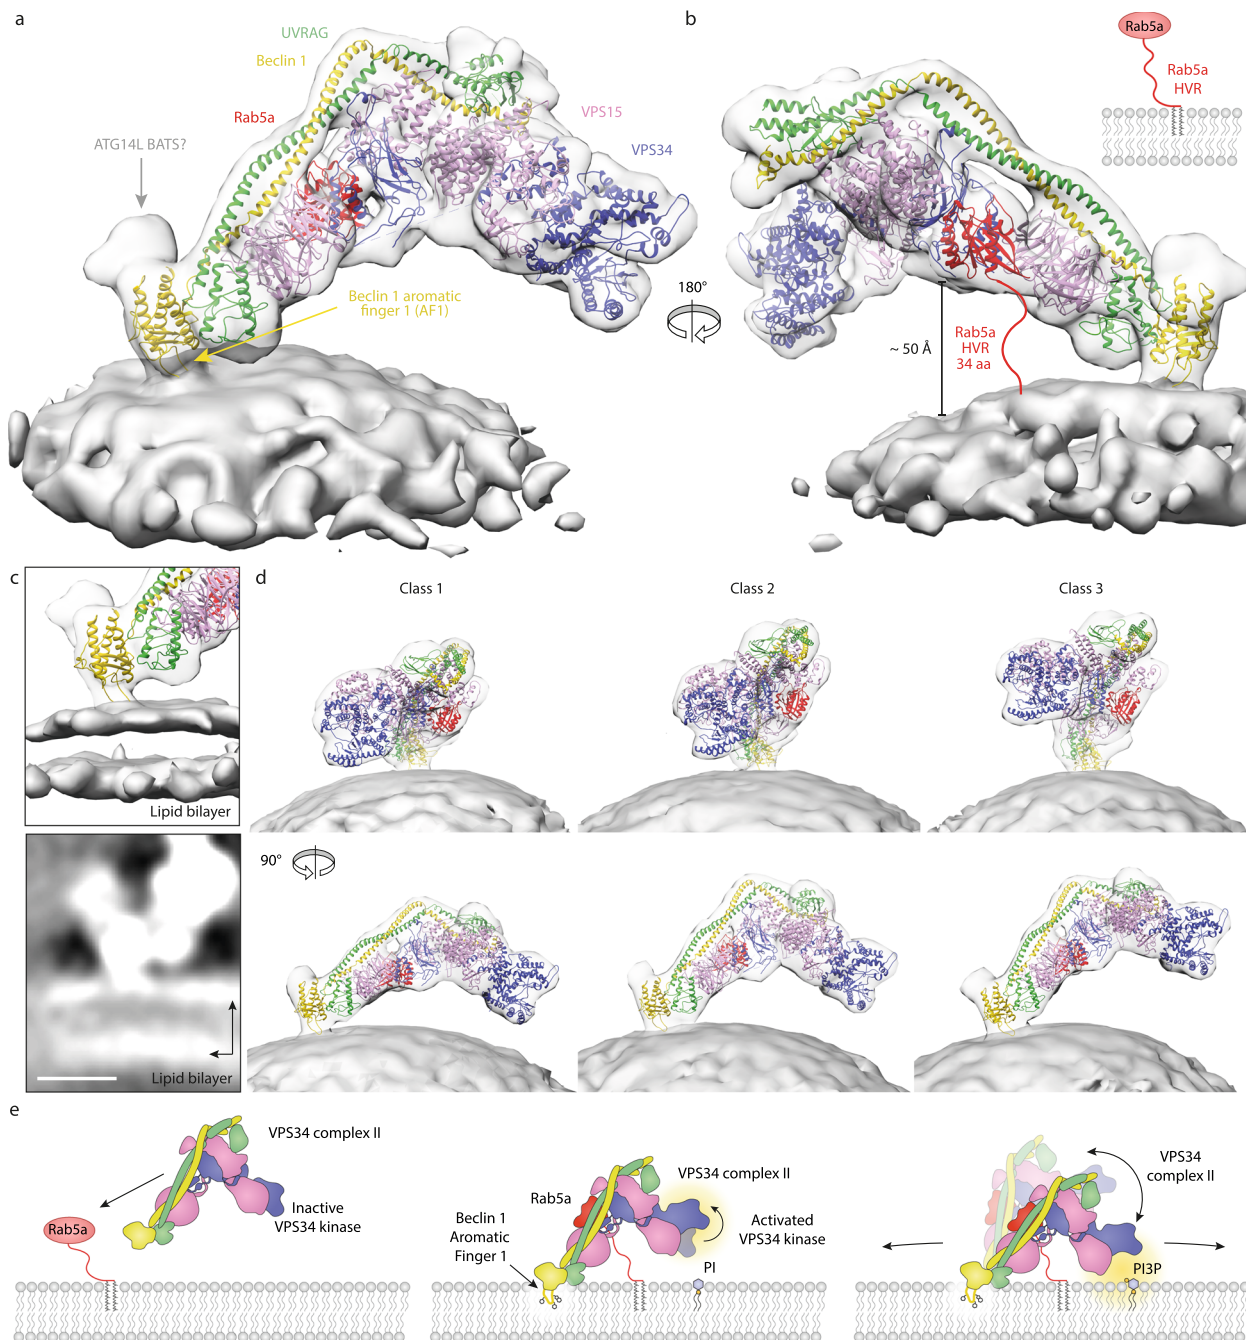 a
UVRAG
Beclin 1
Rab5a
VPS15
VPS34
ATG14L BATS?
Beclin 1 aromatic
finger 1 (AF1)
180°
b
Rab5a
Rab5a
HVR
~ 50 Å
Rab5a
HVR
34 aa
c
Lipid bilayer
Lipid bilayer
d
Class 1
Class 2
Class 3
90°
e
VPS34 complex II
Inactive
VPS34 kinase
Rab5a
VPS34 complex II
Rab5a
Beclin 1
Aromatic
Finger 1
Activated
VPS34 kinase
PI
VPS34
complex II
PI3P